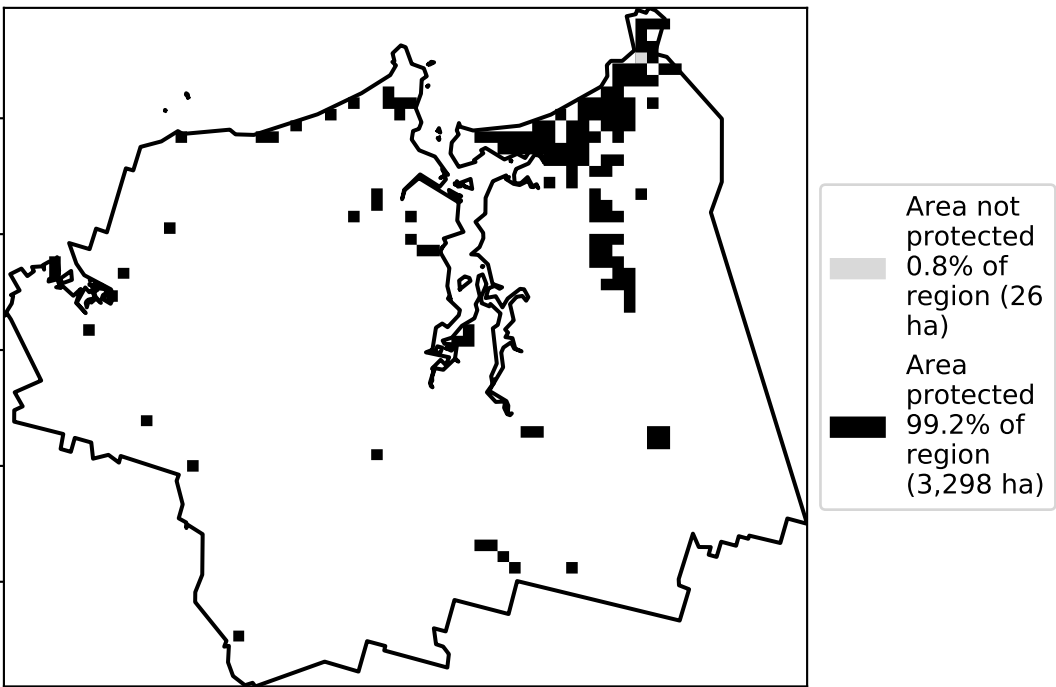 Area not
protected
0.8% of
region (26
ha)
Area
protected
99.2% of
region
(3,298 ha)